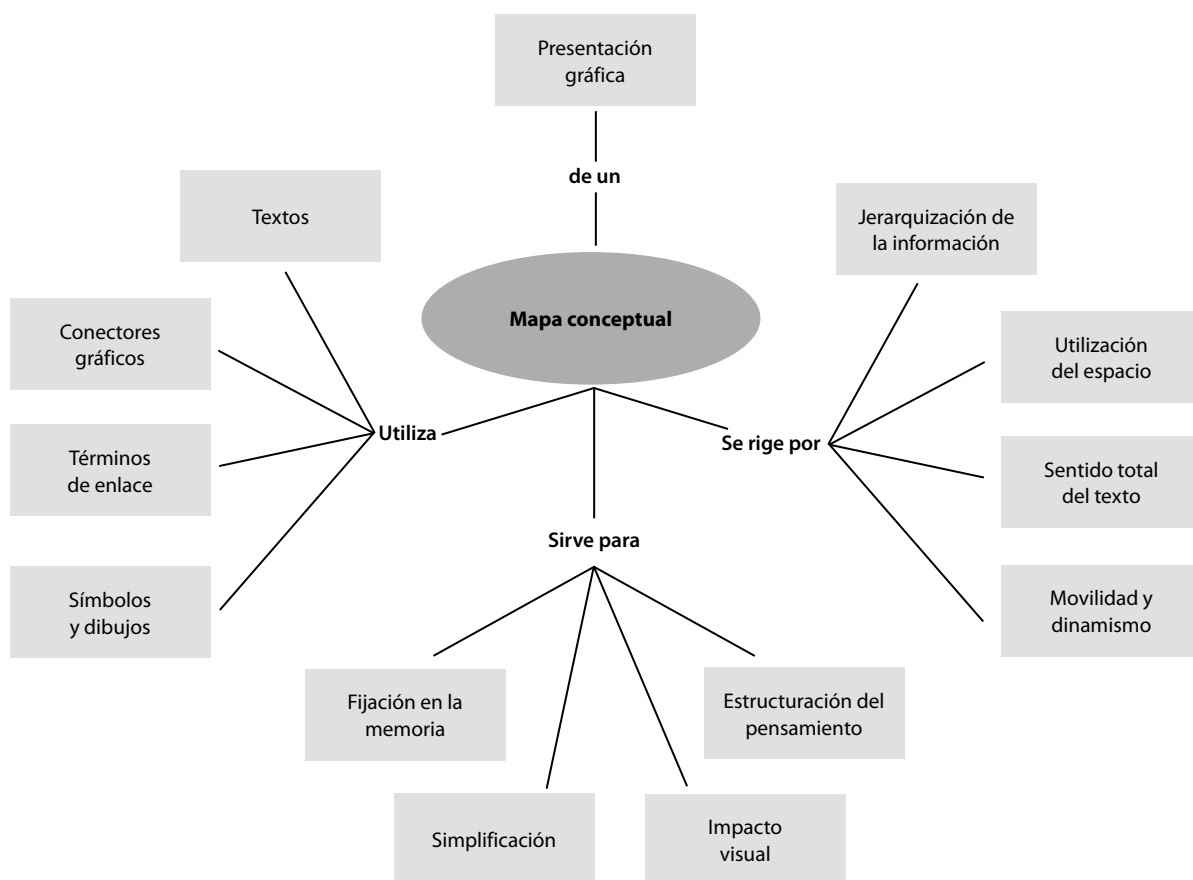 Presentación
gráfica
de un
Mapa conceptual
Utiliza
Textos
Conectores
gráficos
Términos
de enlace
Símbolos
y dibujos
Sirve para
Fijación en la
memoria
Simplificación
Impacto
visual
Estructuración del
pensamiento
Se rige por
Jerarquización de
la información
Utilización
del espacio
Sentido total
del texto
Movilidad y
dinamismo